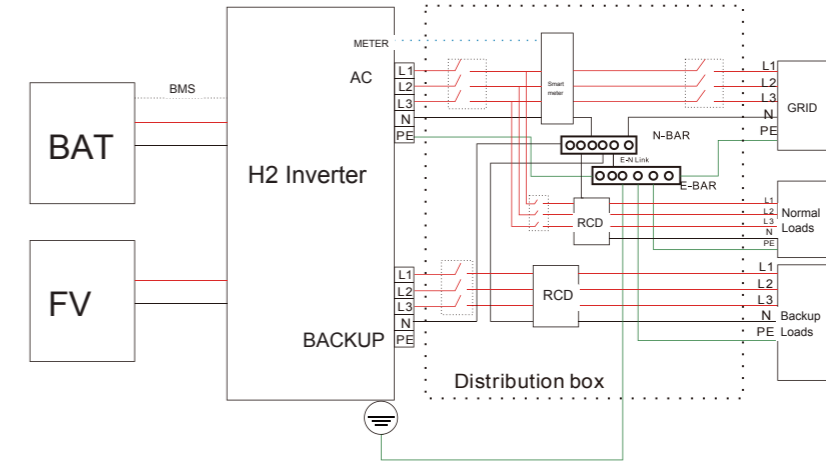 METER
AC
L1
L2
L3
N
PE
BMS
BAT
H2 Inverter
FV
L1
L2
L3
N
PE
BACKUP
Smart
meter
N-BAR
E-N Link
E-BAR
RCD
RCD
Distribution box
L1
L2
L3
N
PE
GRID
L1
L2
L3
N
PE
Normal
Loads
L1
L2
L3
N
PE
Backup
Loads